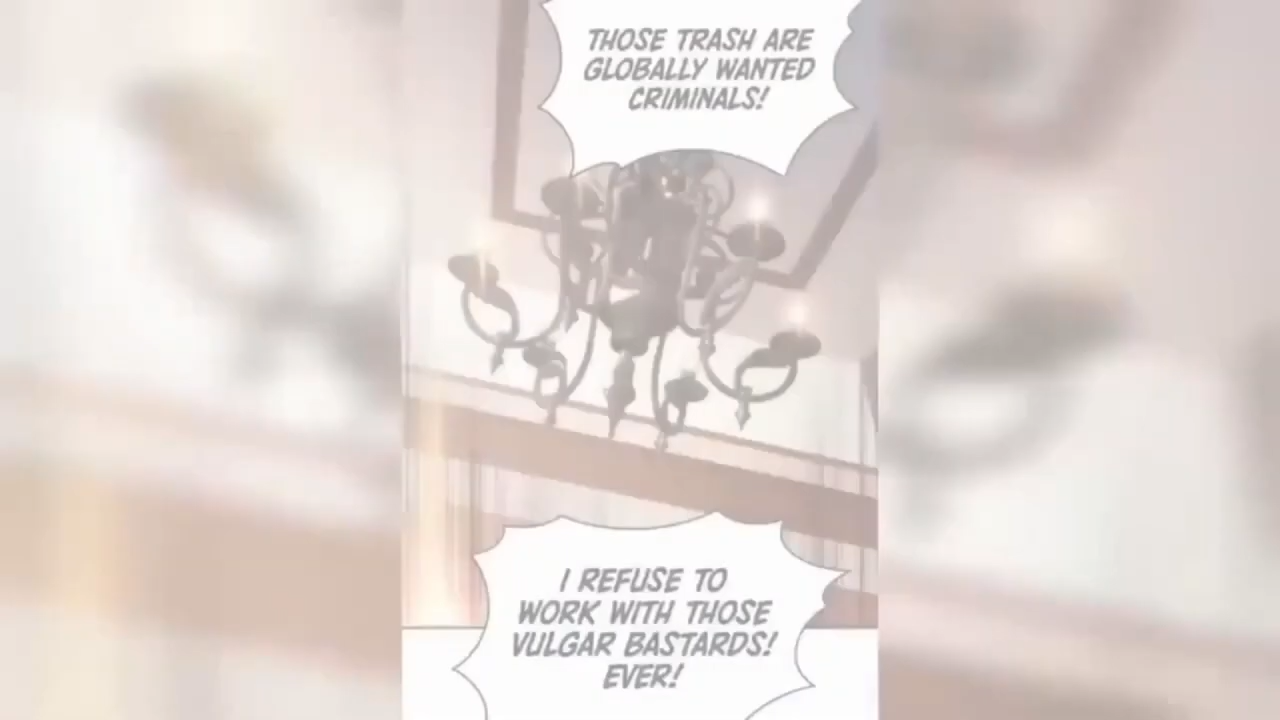 THOSE TRASH ARE
GLOBALLY WANTED
CRIMINALS!
I REFUSE TO
WORK WITH THOSE
VULGAR BASTARDS!
EVER!